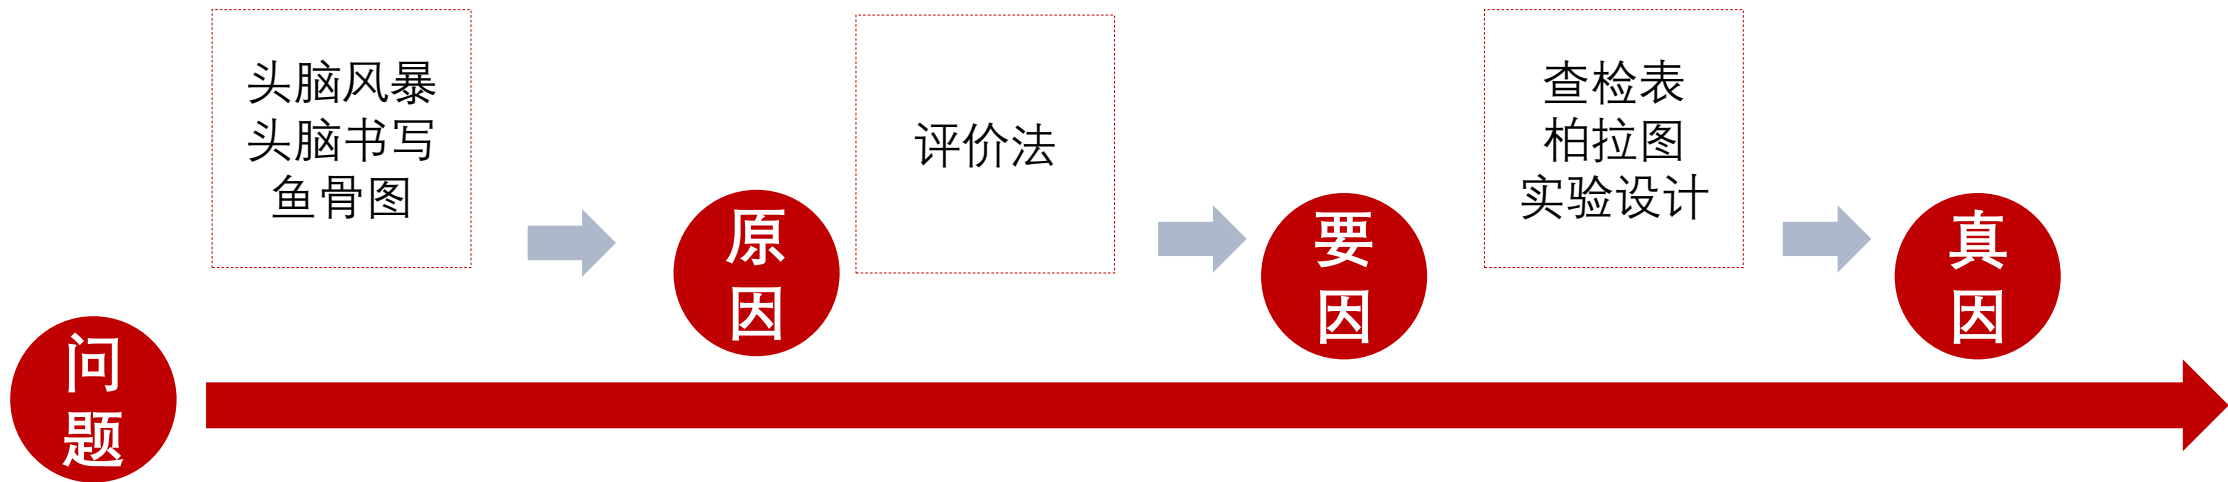 头脑风暴
头脑书写
鱼骨图
评价法
查检表
柏拉图
实验设计
问
题
原
因
要
因
真
因